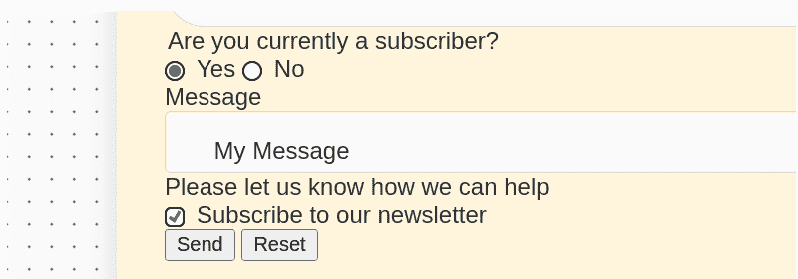 Are you currently a subscriber?
Yes No
Message
My Message
Please let us know how we can help
Subscribe to our newsletter
Send Reset